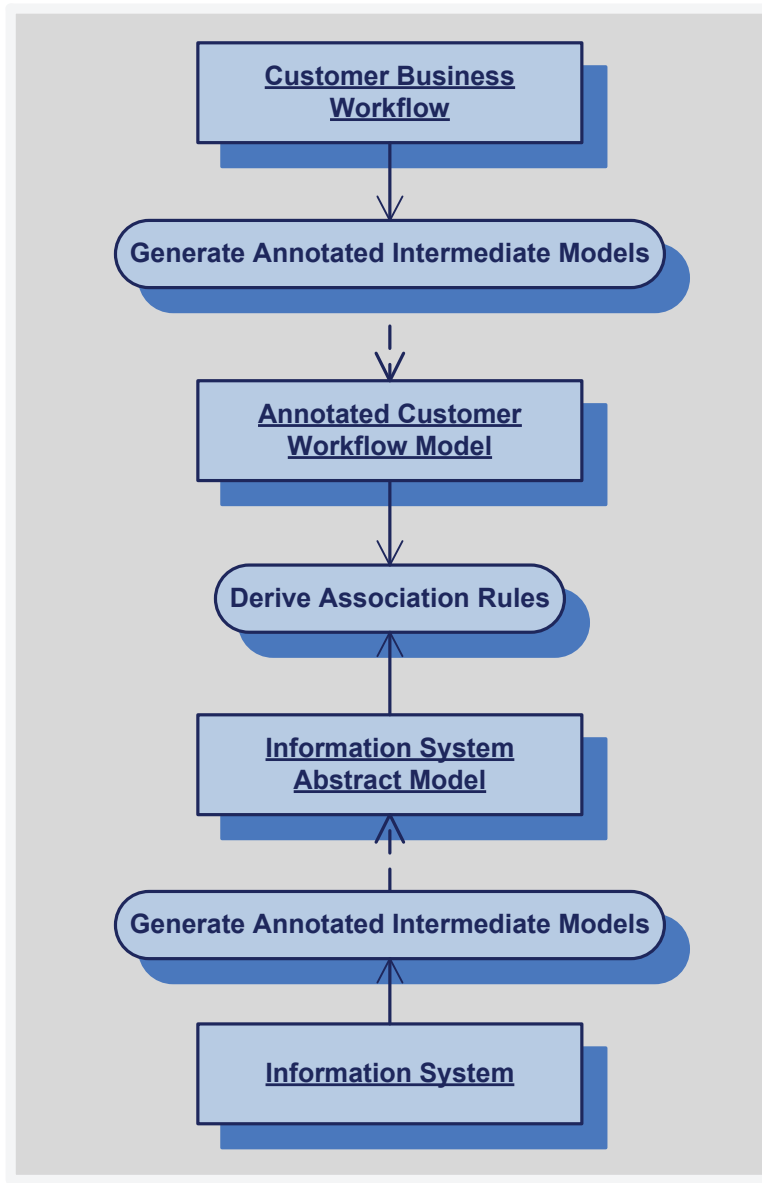 Customer Business
Workflow
Generate Annotated Intermediate Models
Annotated Customer
Workflow Model
Derive Association Rules
Information System
Abstract Model
Generate Annotated Intermediate Models
Information System